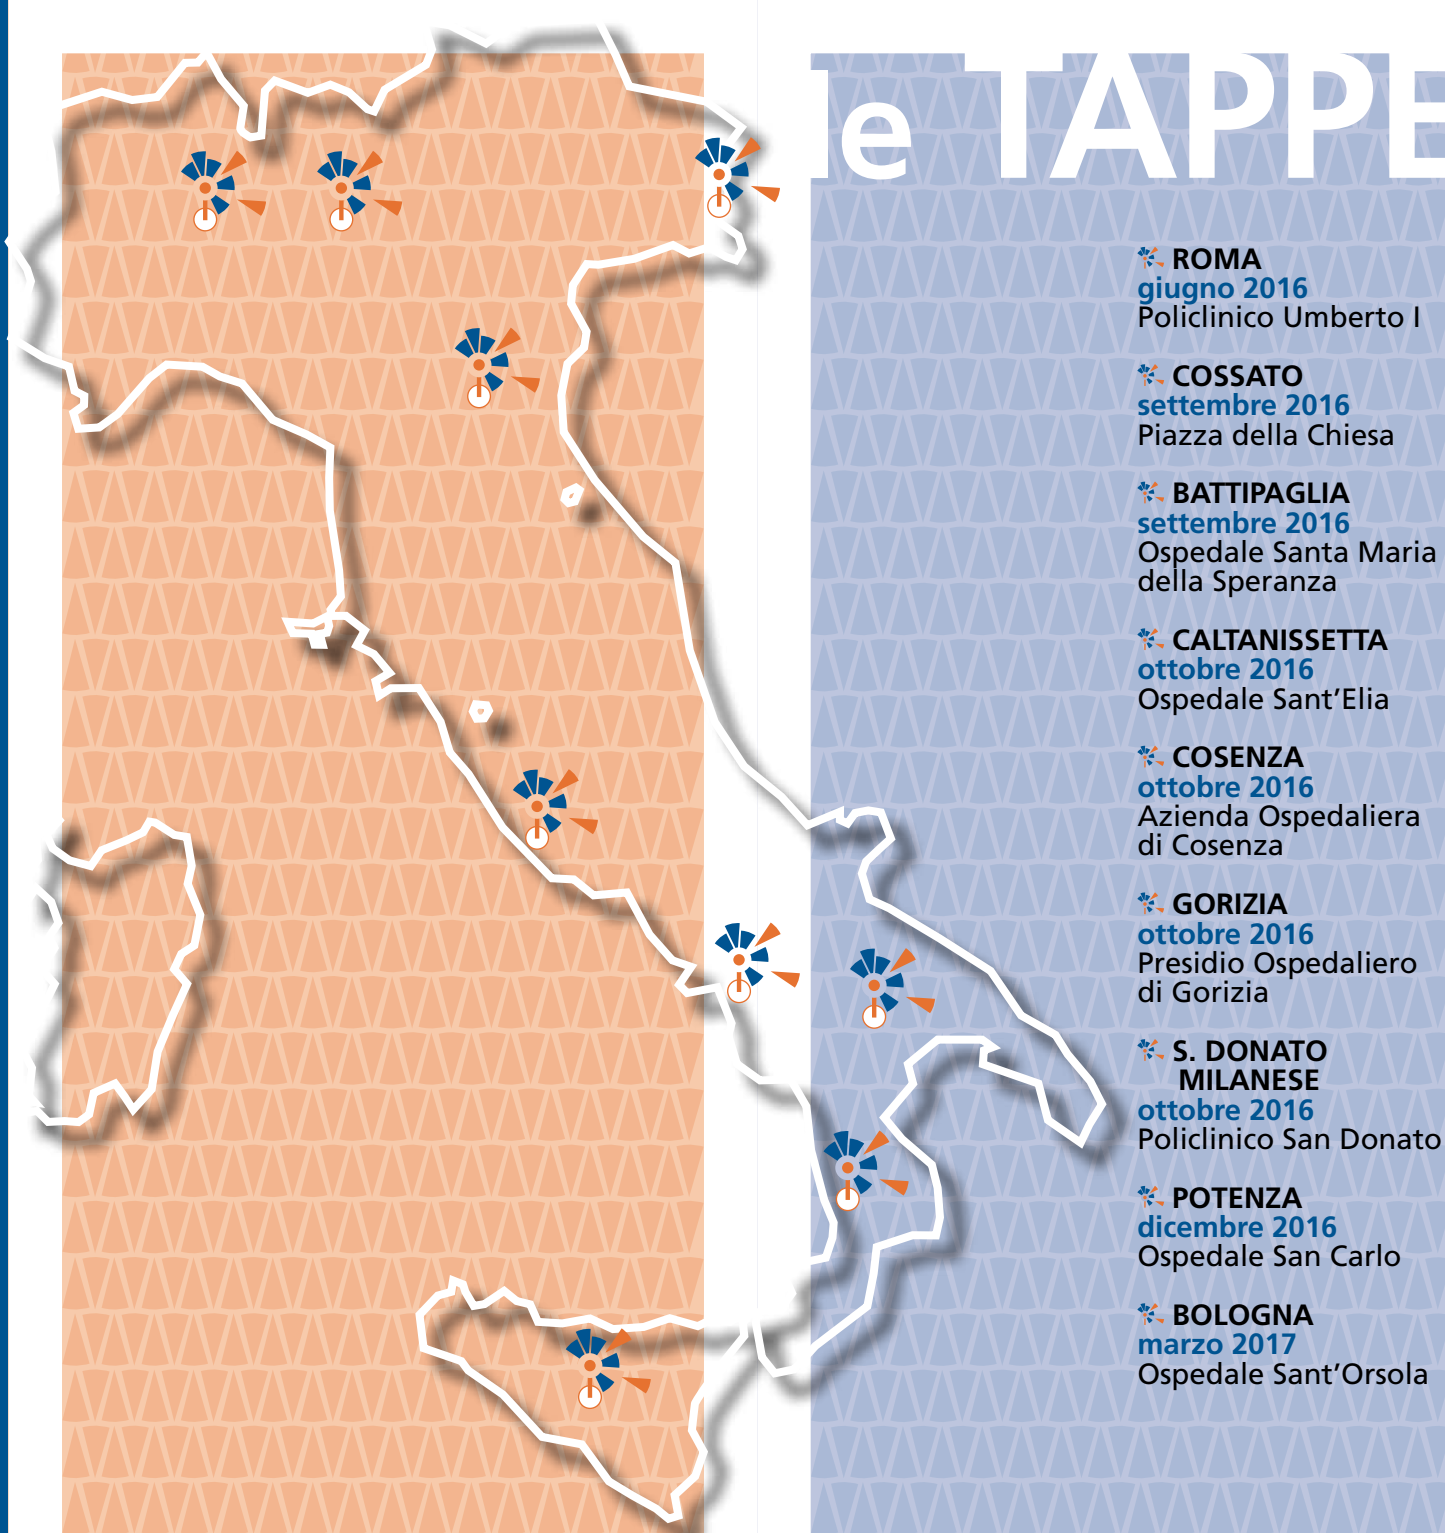 le TAPPE
ROMA
giugno 2016
Policlinico Umberto I
COSSATO
settembre 2016
Piazza della Chiesa
BATTIPAGLIA
settembre 2016
Ospedale Santa Maria
della Speranza
CALTANISSETTA
ottobre 2016
Ospedale Sant’Elia
COSENZA
ottobre 2016
Azienda Ospedaliera
di Cosenza
GORIZIA
ottobre 2016
Presidio Ospedaliero
di Gorizia
S. DONATO
MILANESE
ottobre 2016
Policlinico San Donato
POTENZA
dicembre 2016
Ospedale San Carlo
BOLOGNA
marzo 2017
Ospedale Sant’Orsola